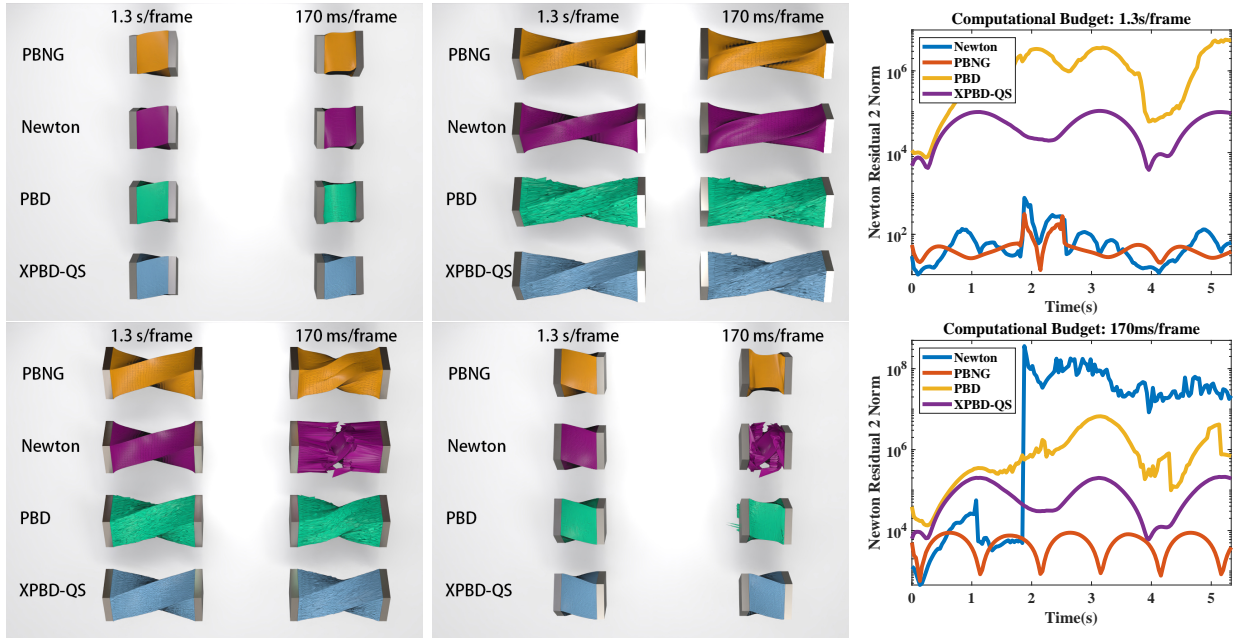 1.3 s/frame 170 ms/frame
PBNG
Newton
PBD
XPBD-QS
1.3 s/frame 170 ms/frame
PBNG
Newton
PBD
XPBD-QS
Computational Budget: 1.3s/frame
Newton
PBNG
PBD
XPBD-QS
Newton Residual 2 Norm
10^6
10^4
10^2
0 1 2 3 4 5
Time(s)
1.3 s/frame 170 ms/frame
PBNG
Newton
PBD
XPBD-QS
1.3 s/frame 170 ms/frame
PBNG
Newton
PBD
XPBD-QS
Computational Budget: 170ms/frame
Newton
PBNG
PBD
XPBD-QS
Newton Residual 2 Norm
10^8
10^6
10^4
0 1 2 3 4 5
Time(s)